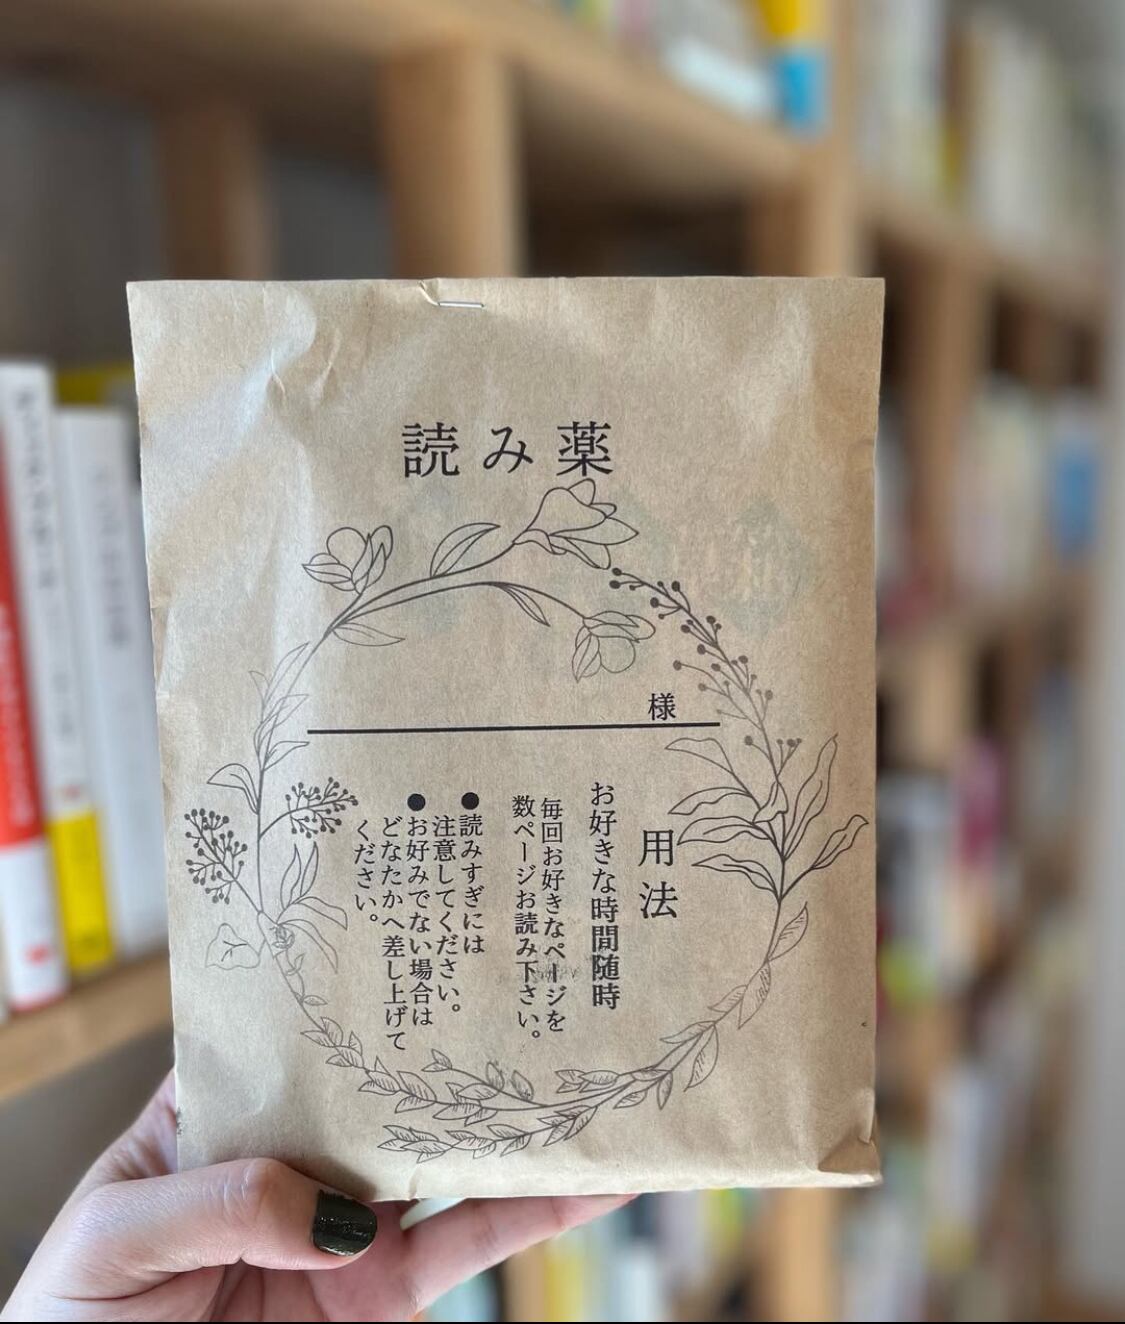 読み薬
様
用法
お好きな時間随時
毎回お好きなページを
数ページお読み下さい。
●読みすぎには
注意してください。
●お好みでない場合は
どなたかへ差し上げて
ください。